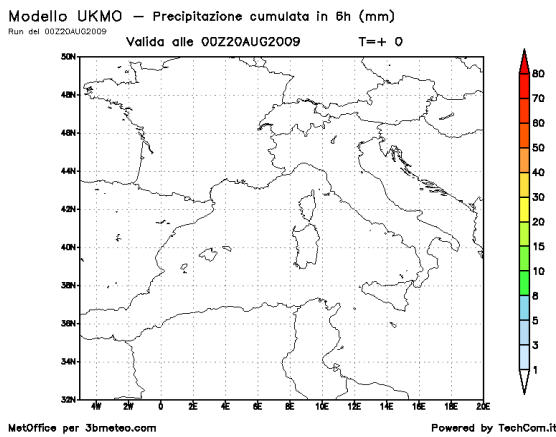 Modello UKMO – Precipitazione cumulata in 6h (mm)
Run del 00Z20AUG2009
Valida alle 00Z20AUG2009 T=+ 0
50N
48N
46N
44N
42N
40N
38N
36N
34N
32N
4W 2W 0 2E 4E 6E 8E 10E 12E 14E 16E 18E 20E
80
70
60
50
40
30
20
15
10
8
5
3
1
MetOffice per 3bmeteo.com Powered by TechCom.it